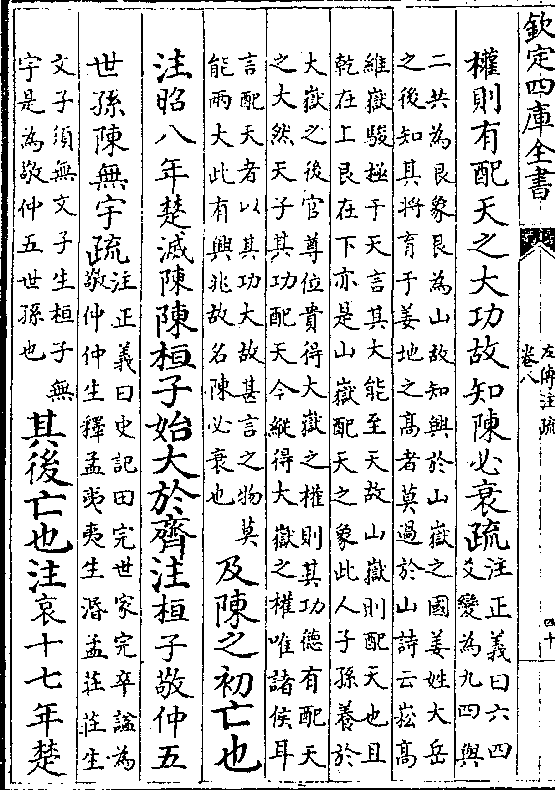 欽定四庫全書
左傳注疏
卷八
四十
權則有配天之大功故知陳必衰疏
注正義曰六四
爻變為九四與
二共為艮象艮為山故知興於山嶽之國姜姓大岳
之後知其將育于姜地之高者莫過於山詩云崧高
維嶽駿極于天言其大能至天故山嶽則配天也且
乾在上艮在下亦是山嶽配天之象此人子孫養於
大嶽之後官尊位貴得大嶽之權則其功德有配天
之大然天子其功配天今縱得大嶽之權唯諸侯耳
言配天者以其功大故甚言之物莫
能兩大此有興兆故名陳必衰也
及陳之初亡也
注昭八年楚滅陳陳桓子始大於齊注桓子敬仲五
世孫陳無宇疏
注正義曰史記田完世家完卒諡為
敬仲仲生釋孟夷夷生湣孟莊莊生
文子須無文子生桓子無
宇是為敬仲五世孫也
其後亡也注哀十七年楚